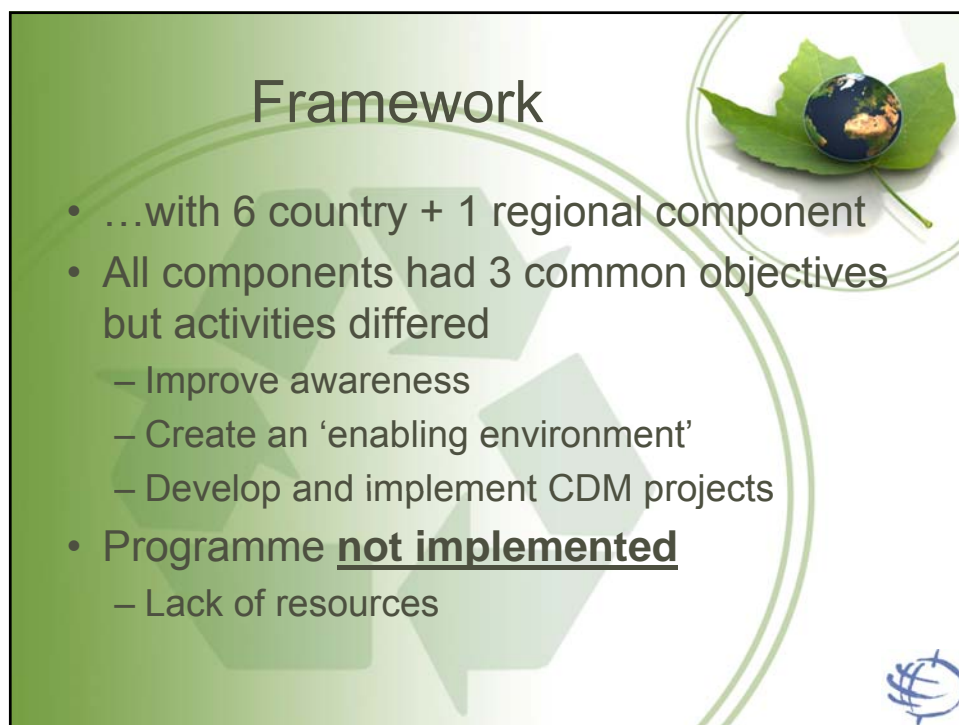 Framework
• …with 6 country + 1 regional component
• All components had 3 common objectives
but activities differed
– Improve awareness
– Create an ‘enabling environment’
– Develop and implement CDM projects
• Programme not implemented
– Lack of resources